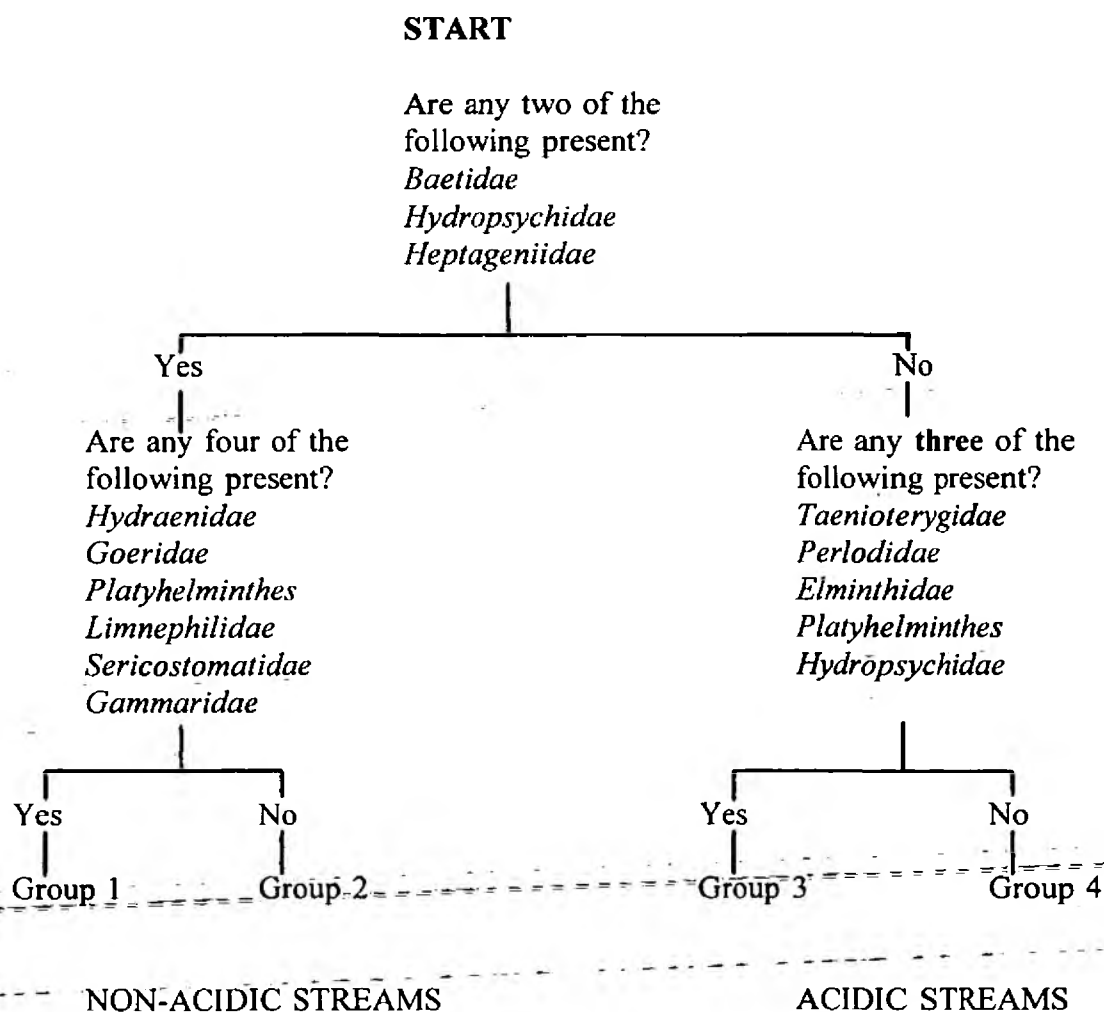 START
Are any two of the
following present?
Baetidae
Hydropsychidae
Heptageniidae
Yes
No
Are any four of the
following present?
Hydraenidae
Goeridae
Platyhelminthes
Limnephilidae
Sericostomatidae
Gammaridae
Are any three of the
following present?
Taenioterygidae
Perlodidae
Elminthidae
Platyhelminthes
Hydropsychidae
Yes
No
Yes
No
Group 1
Group 2
Group 3
Group 4
NON-ACIDIC STREAMS
ACIDIC STREAMS